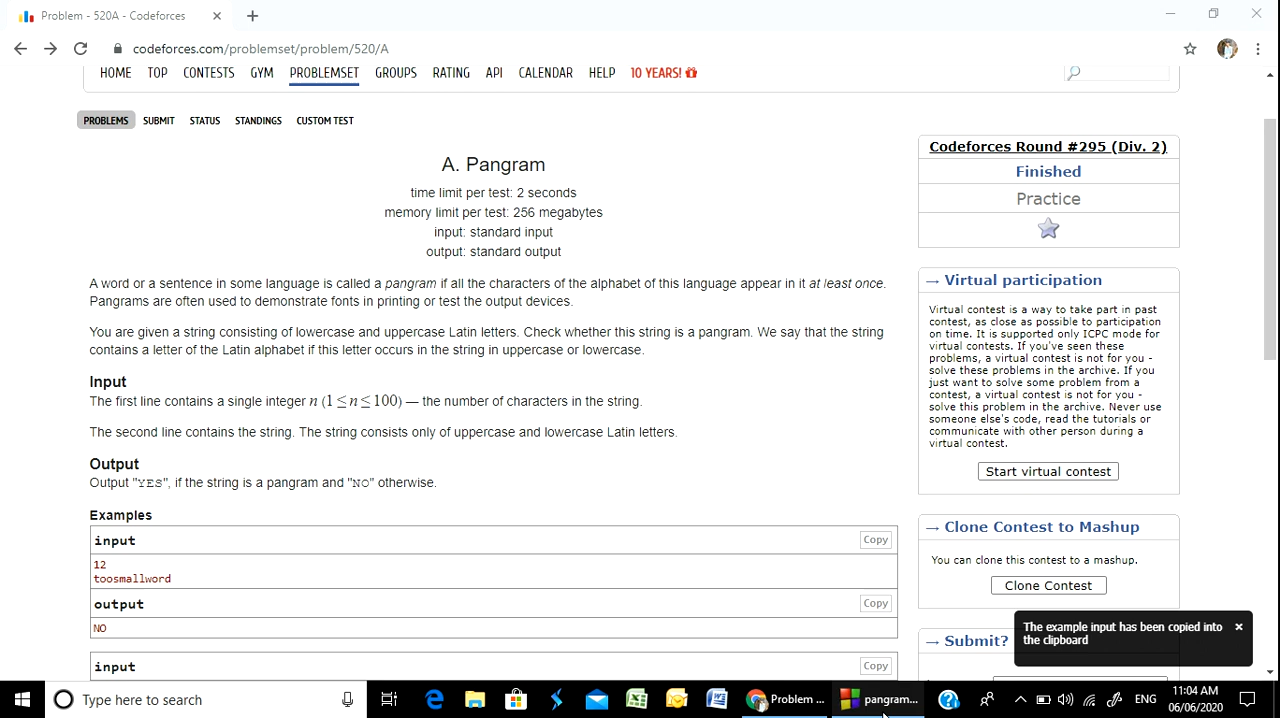 Problem - 520A - Codeforces
codeforces.com/problemset/problem/520/A
HOME TOP CONTESTS GYM PROBLEMSET GROUPS RATING API CALENDAR HELP 10 YEARS!
PROBLEMS SUBMIT STATUS STANDINGS CUSTOM TEST
A. Pangram
time limit per test: 2 seconds
memory limit per test: 256 megabytes
input: standard input
output: standard output
A word or a sentence in some language is called a pangram if all the characters of the alphabet of this language appear in it at least once.
Pangrams are often used to demonstrate fonts in printing or test the output devices.
You are given a string consisting of lowercase and uppercase Latin letters. Check whether this string is a pangram. We say that the string
contains a letter of the Latin alphabet if this letter occurs in the string in uppercase or lowercase.
Input
The first line contains a single integer n (1 ≤ n ≤ 100) — the number of characters in the string.
The second line contains the string. The string consists only of uppercase and lowercase Latin letters.
Output
Output "YES", if the string is a pangram and "NO" otherwise.
Examples
input Copy
12
toosmallword
output Copy
NO
input Copy
Codeforces Round #295 (Div. 2)
Finished
Practice
→ Virtual participation
Virtual contest is a way to take part in past
contest, as close as possible to participation
on time. It is supported only ICPC mode for
virtual contests. If you've seen these
problems, a virtual contest is not for you -
solve these problems in the archive. If you
just want to solve some problem from a
contest, a virtual contest is not for you -
solve this problem in the archive. Never use
someone else's code, read the tutorials or
communicate with other person during a
virtual contest.
Start virtual contest
→ Clone Contest to Mashup
You can clone this contest to a mashup.
Clone Contest
→ Submit?
The example input has been copied into
the clipboard
Type here to search
Problem ...
pangram...
ENG
11:04 AM
06/06/2020